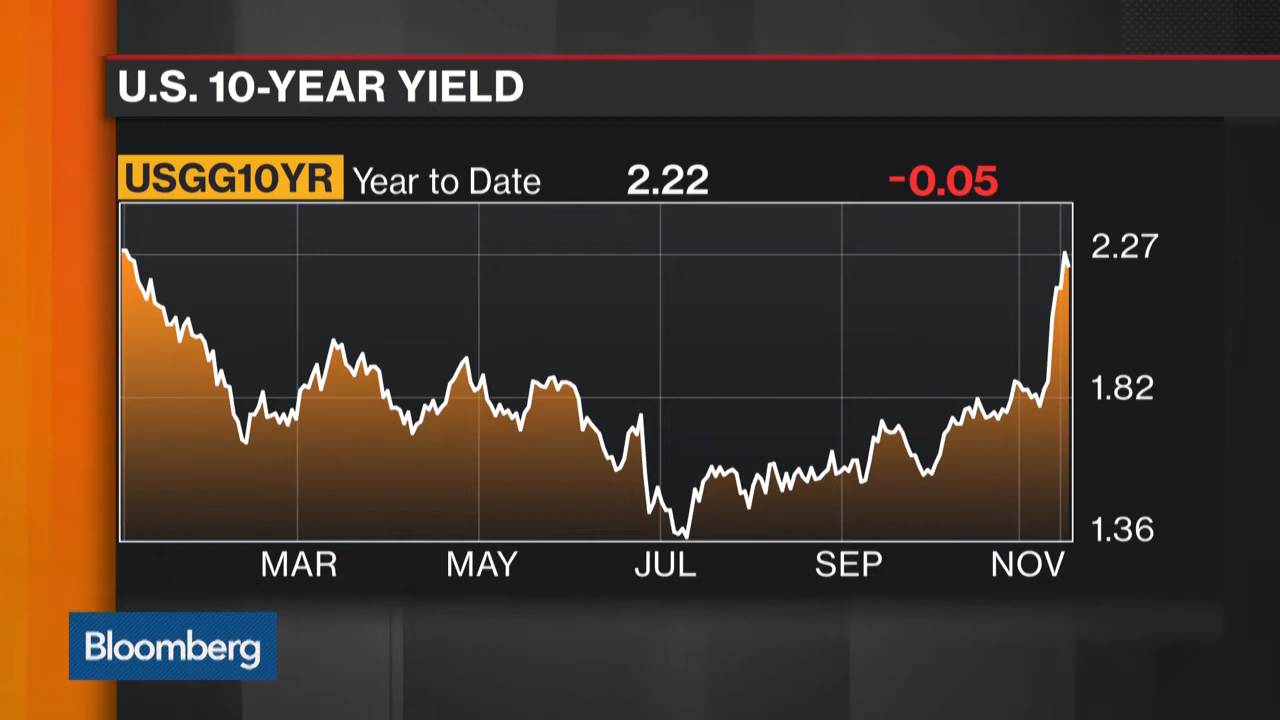 U.S. 10-YEAR YIELD
USGG10YR Year to Date 2.22 -0.05
2.27
1.82
1.36
MAR MAY JUL SEP NOV
Bloomberg